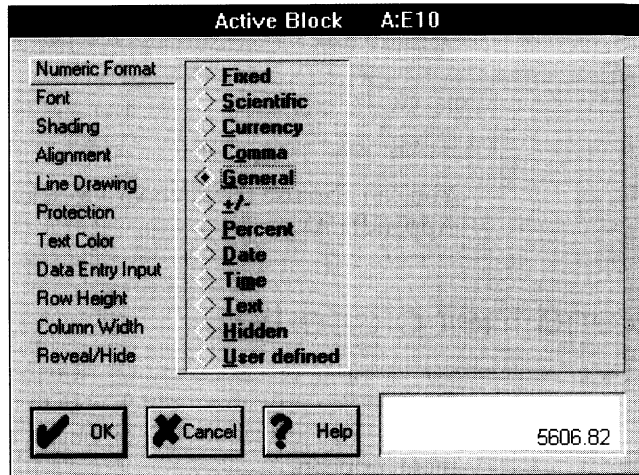 Active Block A:E10
Numeric Format
Font
Shading
Alignment
Line Drawing
Protection
Text Color
Data Entry Input
Row Height
Column Width
Reveal/Hide
Fixed
Scientific
Currency
Comma
General
+/-
Percent
Date
Time
Text
Hidden
User defined
OK
Cancel
? Help
5606.82